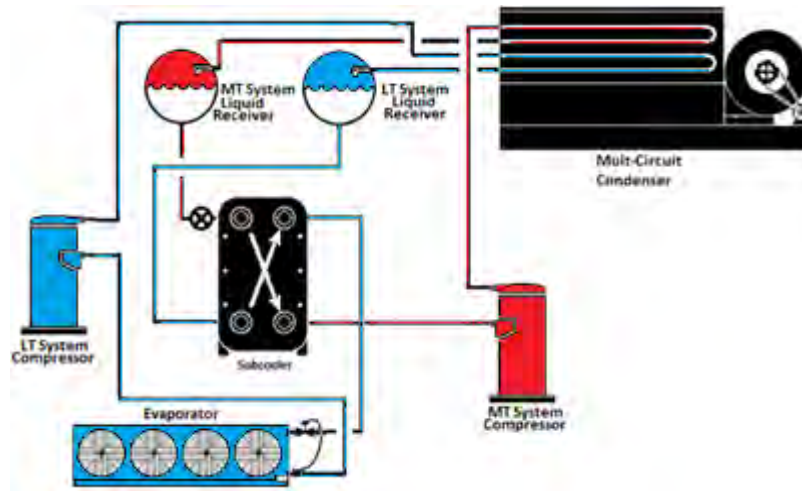 MT System
Liquid
Receiver
LT System
Liquid
Receiver
Mult-Circuit
Condenser
LT System
Compressor
Subcooler
MT System
Compressor
Evaporator